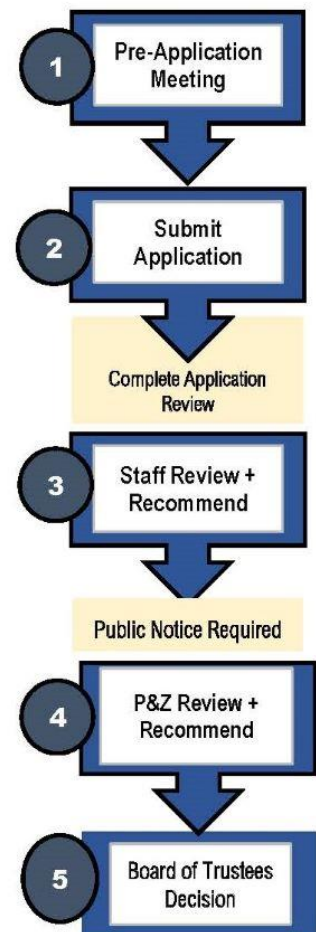 1
Pre-Application
Meeting
2
Submit
Application
Complete Application
Review
3
Staff Review +
Recommend
Public Notice Required
4
P&Z Review +
Recommend
5
Board of Trustees
Decision